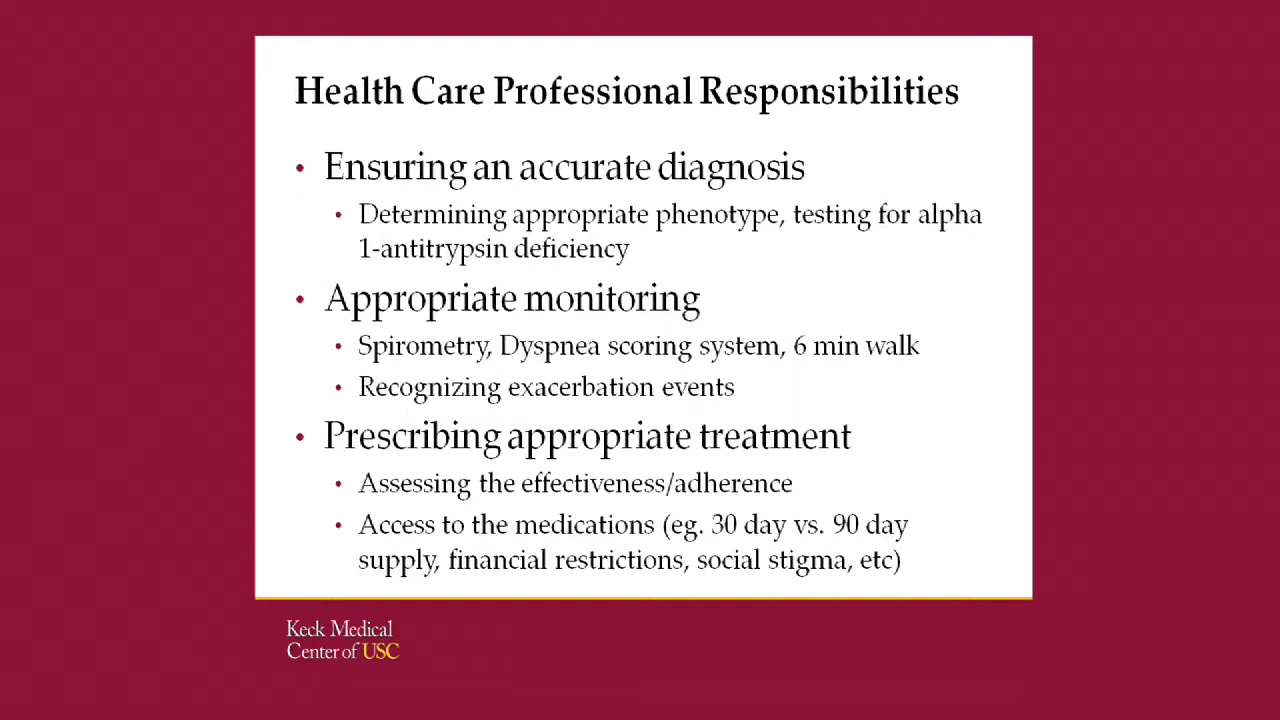 Health Care Professional Responsibilities
• Ensuring an accurate diagnosis
• Determining appropriate phenotype, testing for alpha
1-antitrypsin deficiency
• Appropriate monitoring
• Spirometry, Dyspnea scoring system, 6 min walk
• Recognizing exacerbation events
• Prescribing appropriate treatment
• Assessing the effectiveness/adherence
• Access to the medications (eg. 30 day vs. 90 day
supply, financial restrictions, social stigma, etc)
Keck Medical
Center of USC